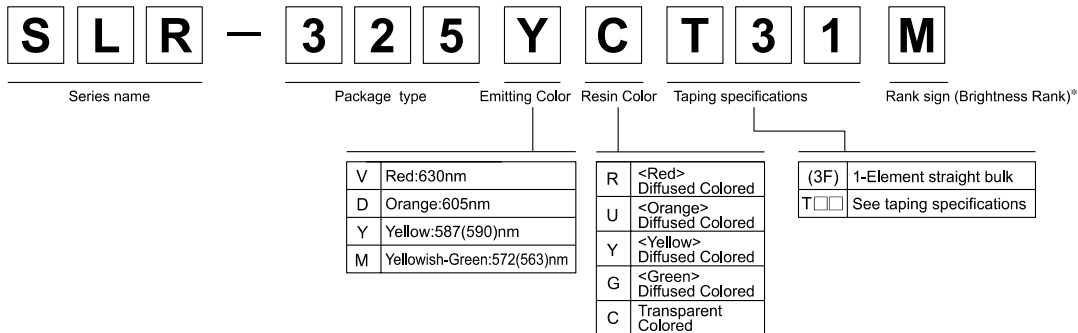 S L R — 3 2 5 Y C T 3 1 M
Series name Package type Emitting Color Resin Color Taping specifications Rank sign (Brightness Rank)*
V Red:630nm
D Orange:605nm
Y Yellow:587(590)nm
M Yellowish-Green:572(563)nm
R <Red>
Diffused Colored
U <Orange>
Diffused Colored
Y <Yellow>
Diffused Colored
G <Green>
Diffused Colored
C Transparent
Colored
(3F) 1-Element straight bulk
T□□ See taping specifications